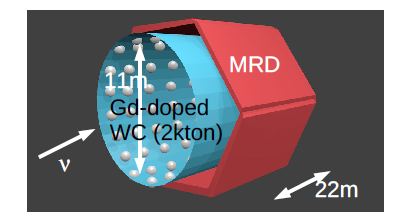 MRD
11m
Gd-doped
WC (2kton)
ν
22m